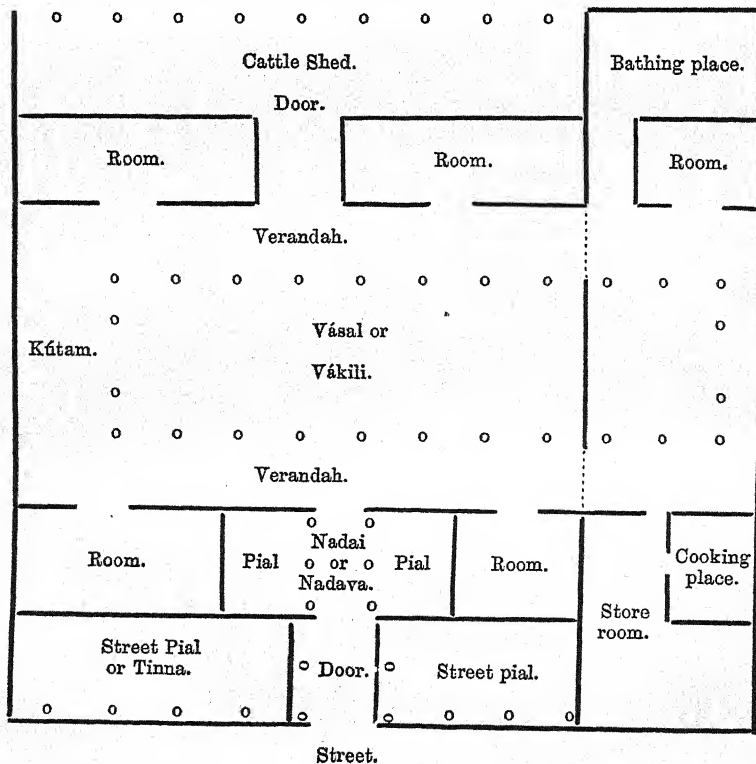 Cattle Shed.
Bathing place.
Door.
Room.
Room.
Room.
Verandah.
Vásal or
Vákili.
Kútam.
Verandah.
Room.
Pial
Nadai
or
Nadava.
Pial
Room.
Cooking
place.
Store
room.
Street Pial
or Tinna.
Door.
Street pial.
Street.